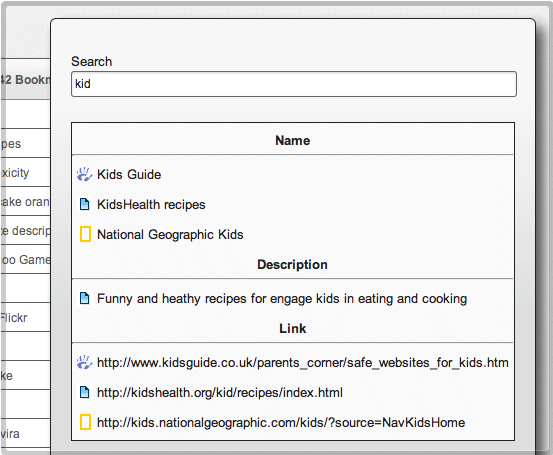 Search
kid
Name
Kids Guide
KidsHealth recipes
National Geographic Kids
Description
Funny and heathy recipes for engage kids in eating and cooking
Link
http://www.kidsguide.co.uk/parents_corner/safe_websites_for_kids.htm
http://kidshealth.org/kid/recipes/index.html
http://kids.nationalgeographic.com/kids/?source=NavKidsHome
42 Bookm
pes
xicity
cake oran
te descrip
oo Game
Flickr
ke
vira